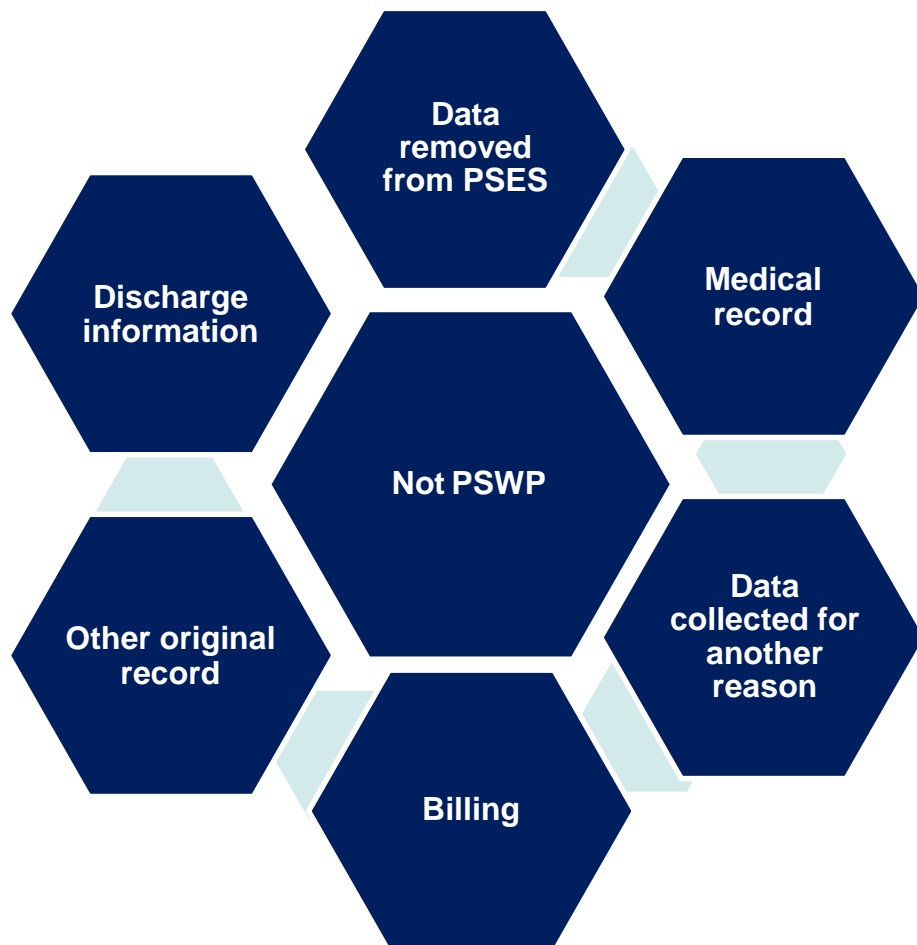 Data
removed
from PSES
Medical
record
Discharge
information
Not PSWP
Data
collected for
another
reason
Other original
record
Billing